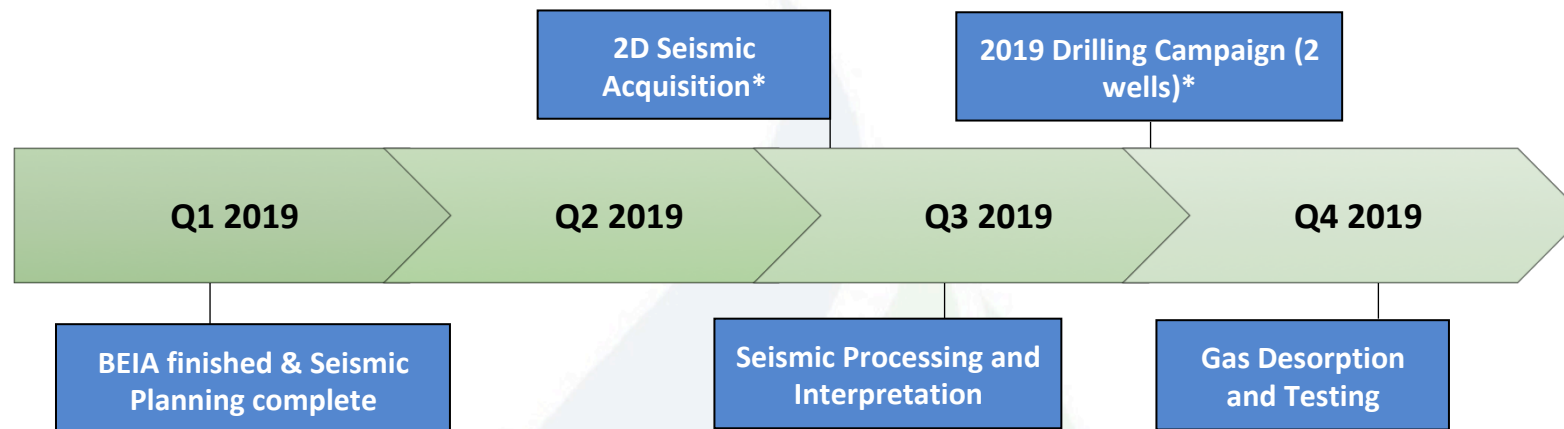 2D Seismic
Acquisition*
2019 Drilling Campaign (2
wells)*
Q1 2019
Q2 2019
Q3 2019
Q4 2019
BEIA finished & Seismic
Planning complete
Seismic Processing and
Interpretation
Gas Desorption
and Testing